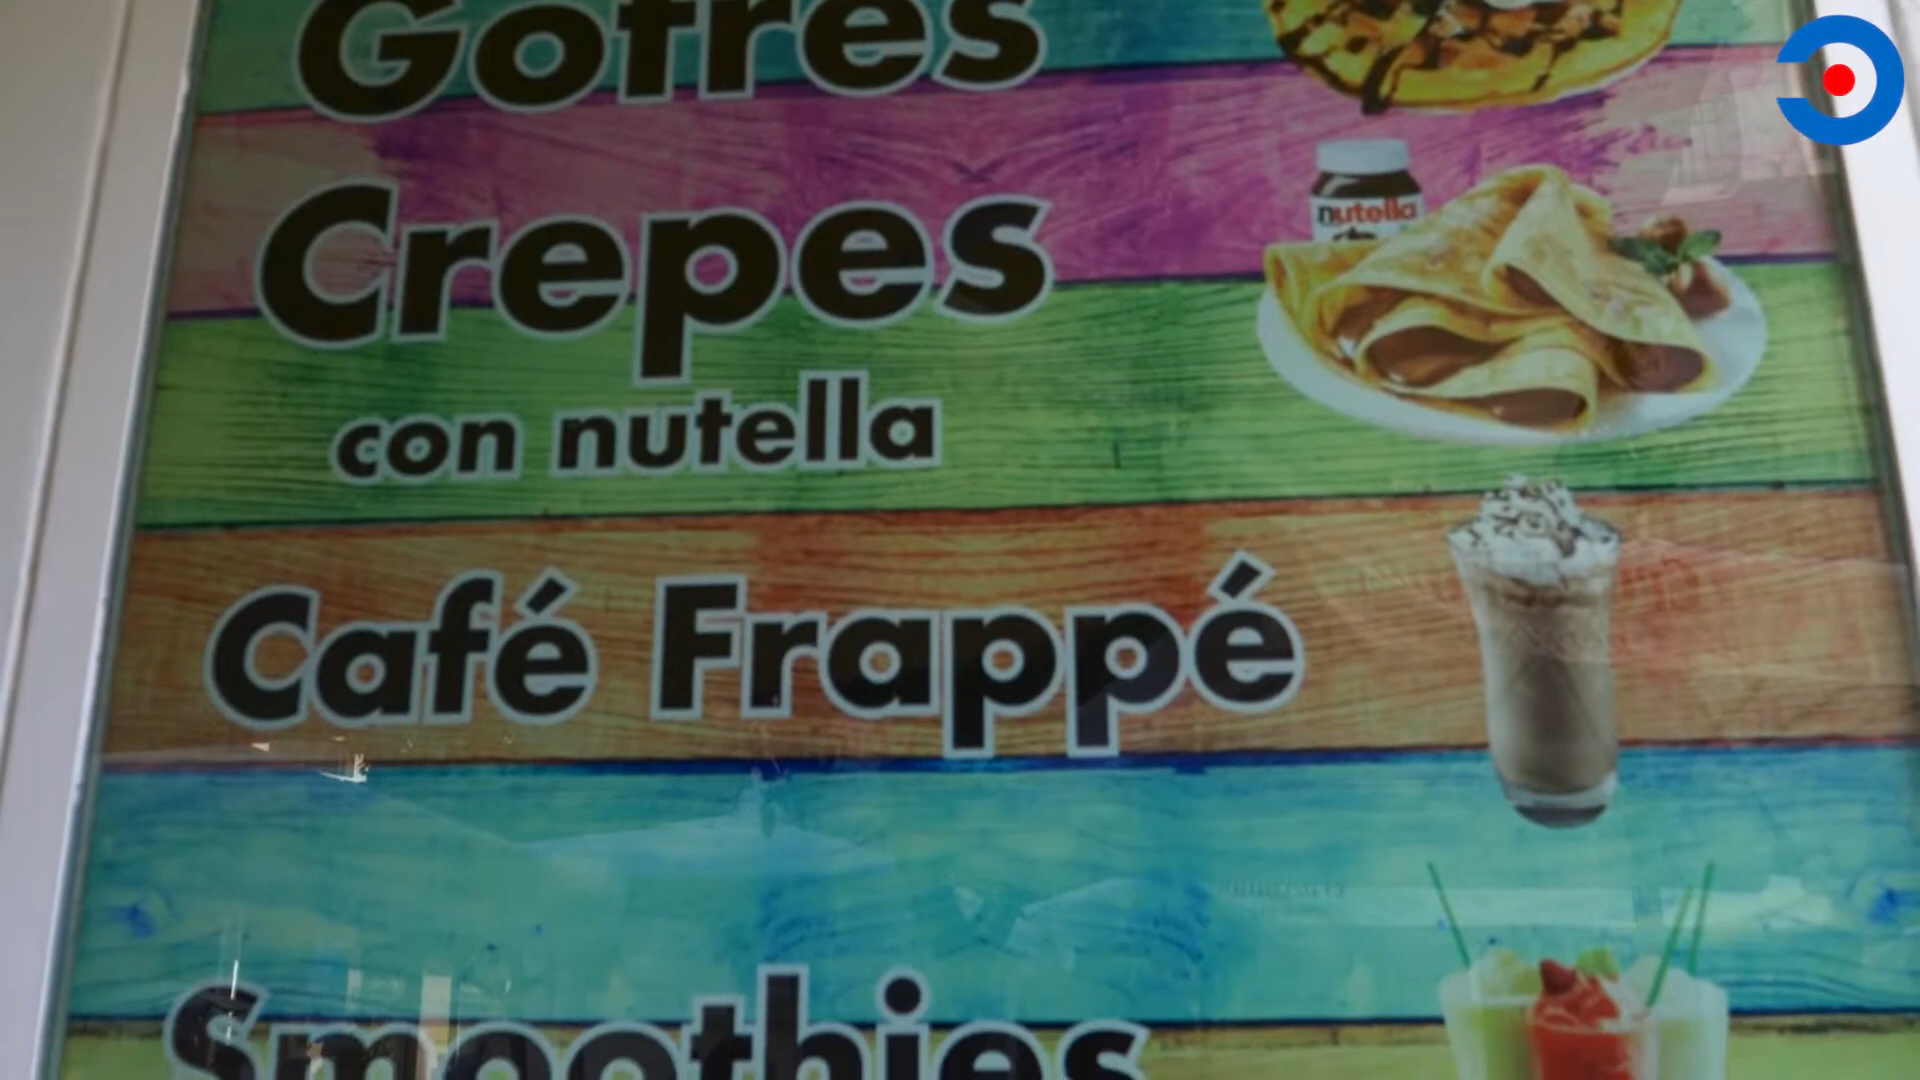 Gofres
Crepes
nutella
con nutella
Café Frappé
Smoothies